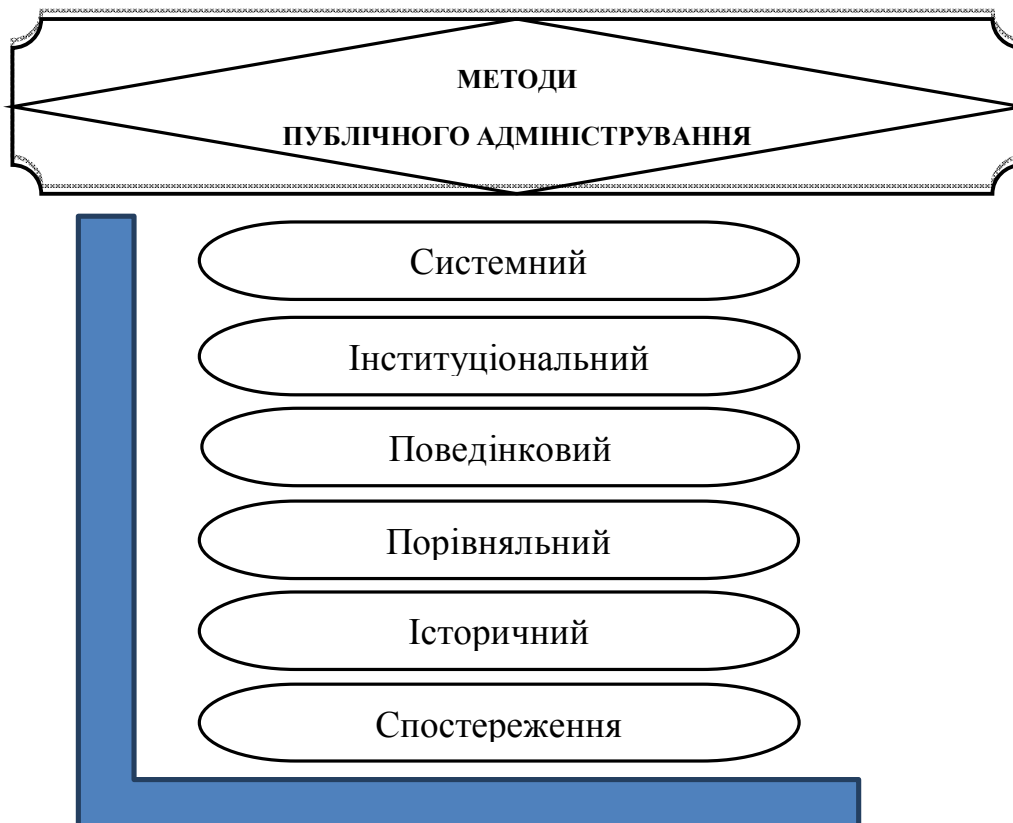 МЕТОДИ
ПУБЛІЧНОГО АДМІНІСТРУВАННЯ
Системний
Інституціональний
Поведінковий
Порівняльний
Історичний
Спостереження